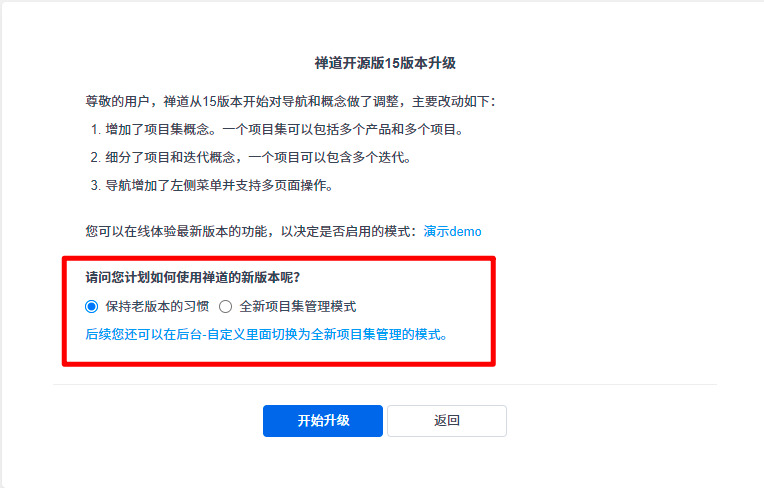 禅道开源版15版本升级
尊敬的用户，禅道从15版本开始对导航和概念做了调整，主要改动如下：
1. 增加了项目集概念。一个项目集可以包括多个产品和多个项目。
2. 细分了项目和迭代概念，一个项目可以包含多个迭代。
3. 导航增加了左侧菜单并支持多页面操作。
您可以在线体验最新版本的功能，以决定是否启用的模式：演示demo
请问您计划如何使用禅道的新版本呢？
保持老版本的习惯 全新项目集管理模式
后续您还可以在后台-自定义里面切换为全新项目集管理的模式。
开始升级 返回